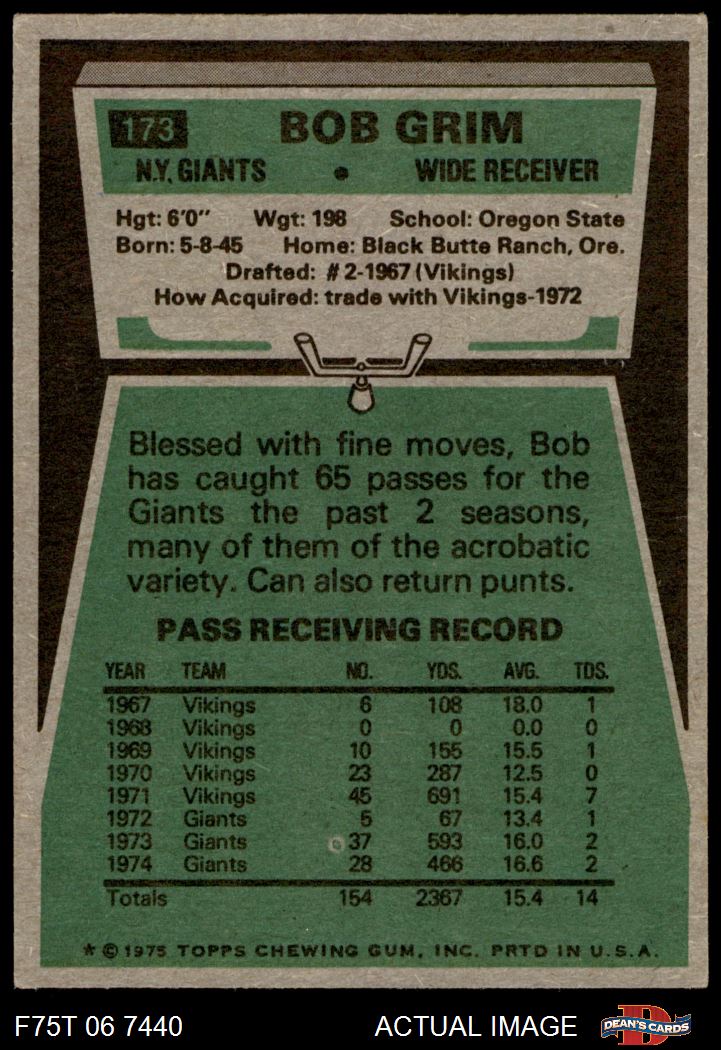 173 BOB GRIM
N.Y. GIANTS • WIDE RECEIVER
Hgt: 6'0" Wgt: 198 School: Oregon State
Born: 5-8-45 Home: Black Butte Ranch, Ore.
Drafted: #2-1967 (Vikings)
How Acquired: trade with Vikings-1972
Blessed with fine moves, Bob
has caught 65 passes for the
Giants the past 2 seasons,
many of them of the acrobatic
variety. Can also return punts.
PASS RECEIVING RECORD
YEAR TEAM NO. YDS. AVG. TDS.
1967 Vikings 6 108 18.0 1
1968 Vikings 0 0 0.0 0
1969 Vikings 10 155 15.5 1
1970 Vikings 23 287 12.5 0
1971 Vikings 45 691 15.4 7
1972 Giants 5 67 13.4 1
1973 Giants 37 593 16.0 2
1974 Giants 28 466 16.6 2
Totals 154 2367 15.4 14
* © 1975 TOPPS CHEWING GUM, INC. PRTD IN U.S.A.
F75T 06 7440 ACTUAL IMAGE D DEAN'S CARDS